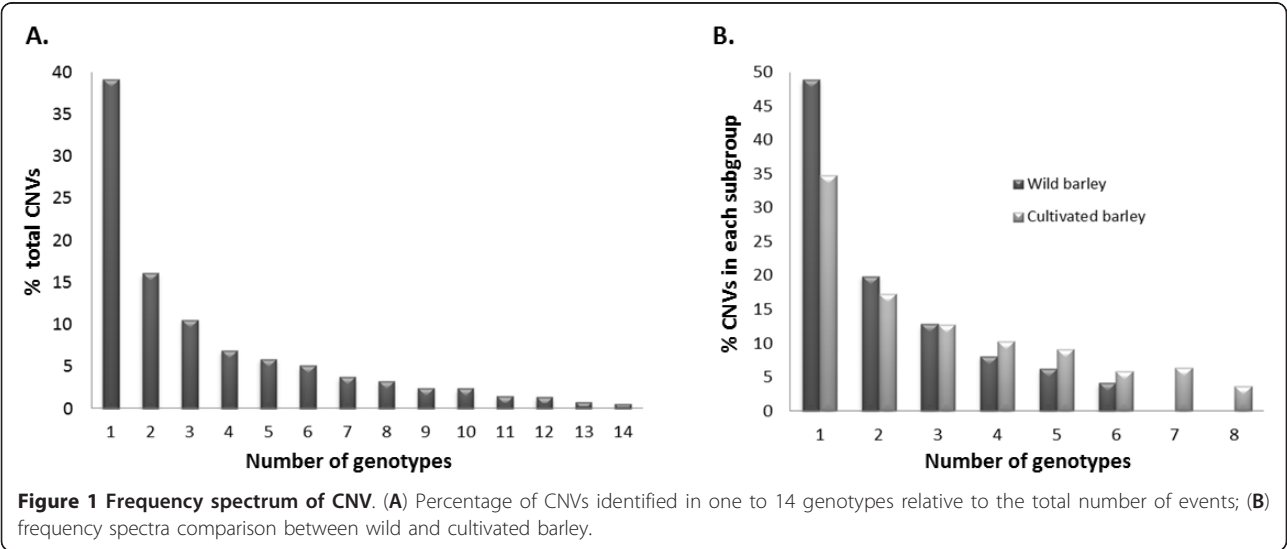 A.
% total CNVs
40
35
30
25
20
15
10
5
0
1 2 3 4 5 6 7 8 9 10 11 12 13 14
Number of genotypes
B.
% CNVs in each subgroup
50
45
40
35
30
25
20
15
10
5
0
Wild barley
Cultivated barley
1 2 3 4 5 6 7 8
Number of genotypes
Figure 1 Frequency spectrum of CNV. (A) Percentage of CNVs identified in one to 14 genotypes relative to the total number of events; (B)
frequency spectra comparison between wild and cultivated barley.